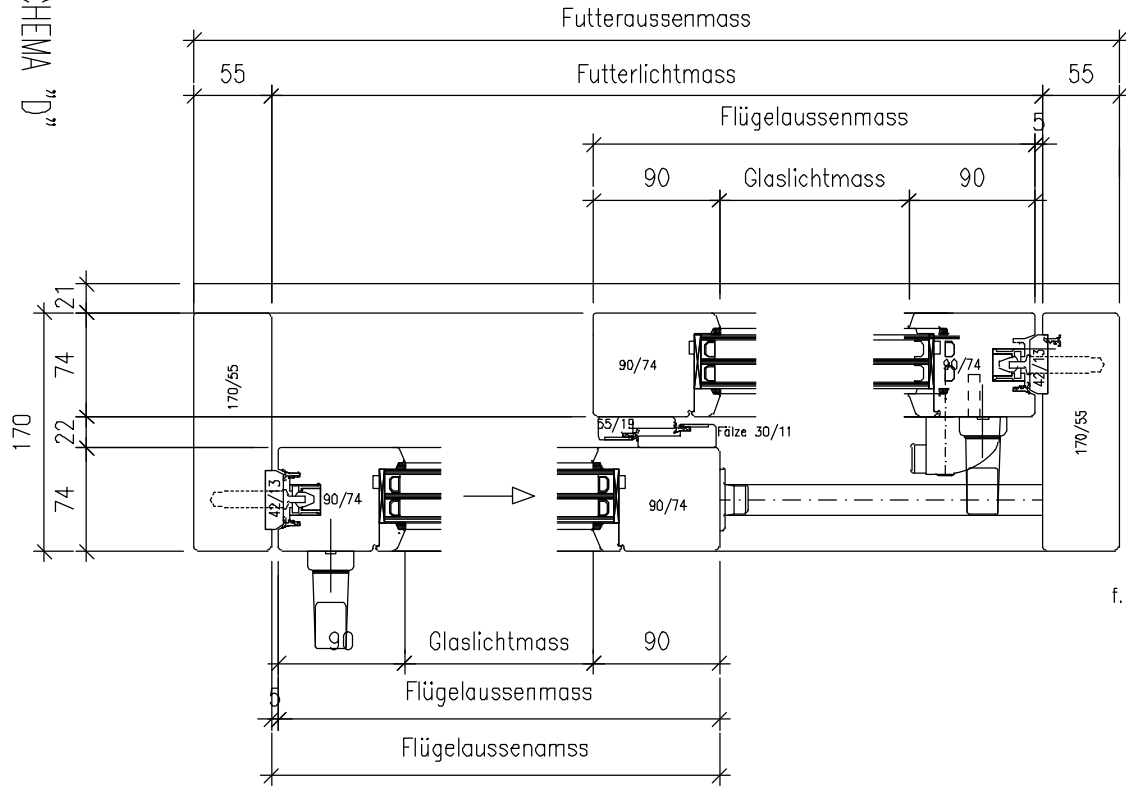 CHEMA "D"
Futteraussenmass
55 Futterlichtmass 55
Flügelaussenmass 5
90 Glaslichtmass 90
21
74
22
74
170
170/55
90/74
90/74
42/13
55/19
Fälze 30/11
170/55
42/13
90/74
90/74
f.
90 Glaslichtmass 90
5 Flügelaussenmass
Flügelaussenamss